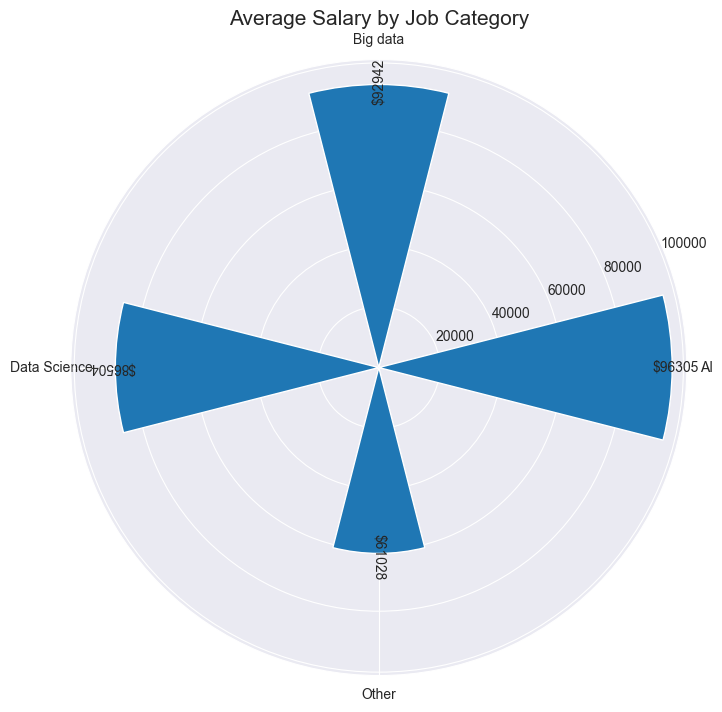 Average Salary by Job Category
Big data
$92942
100000
80000
60000
40000
20000
Data Science
$86504
$96305
AI
$61028
Other